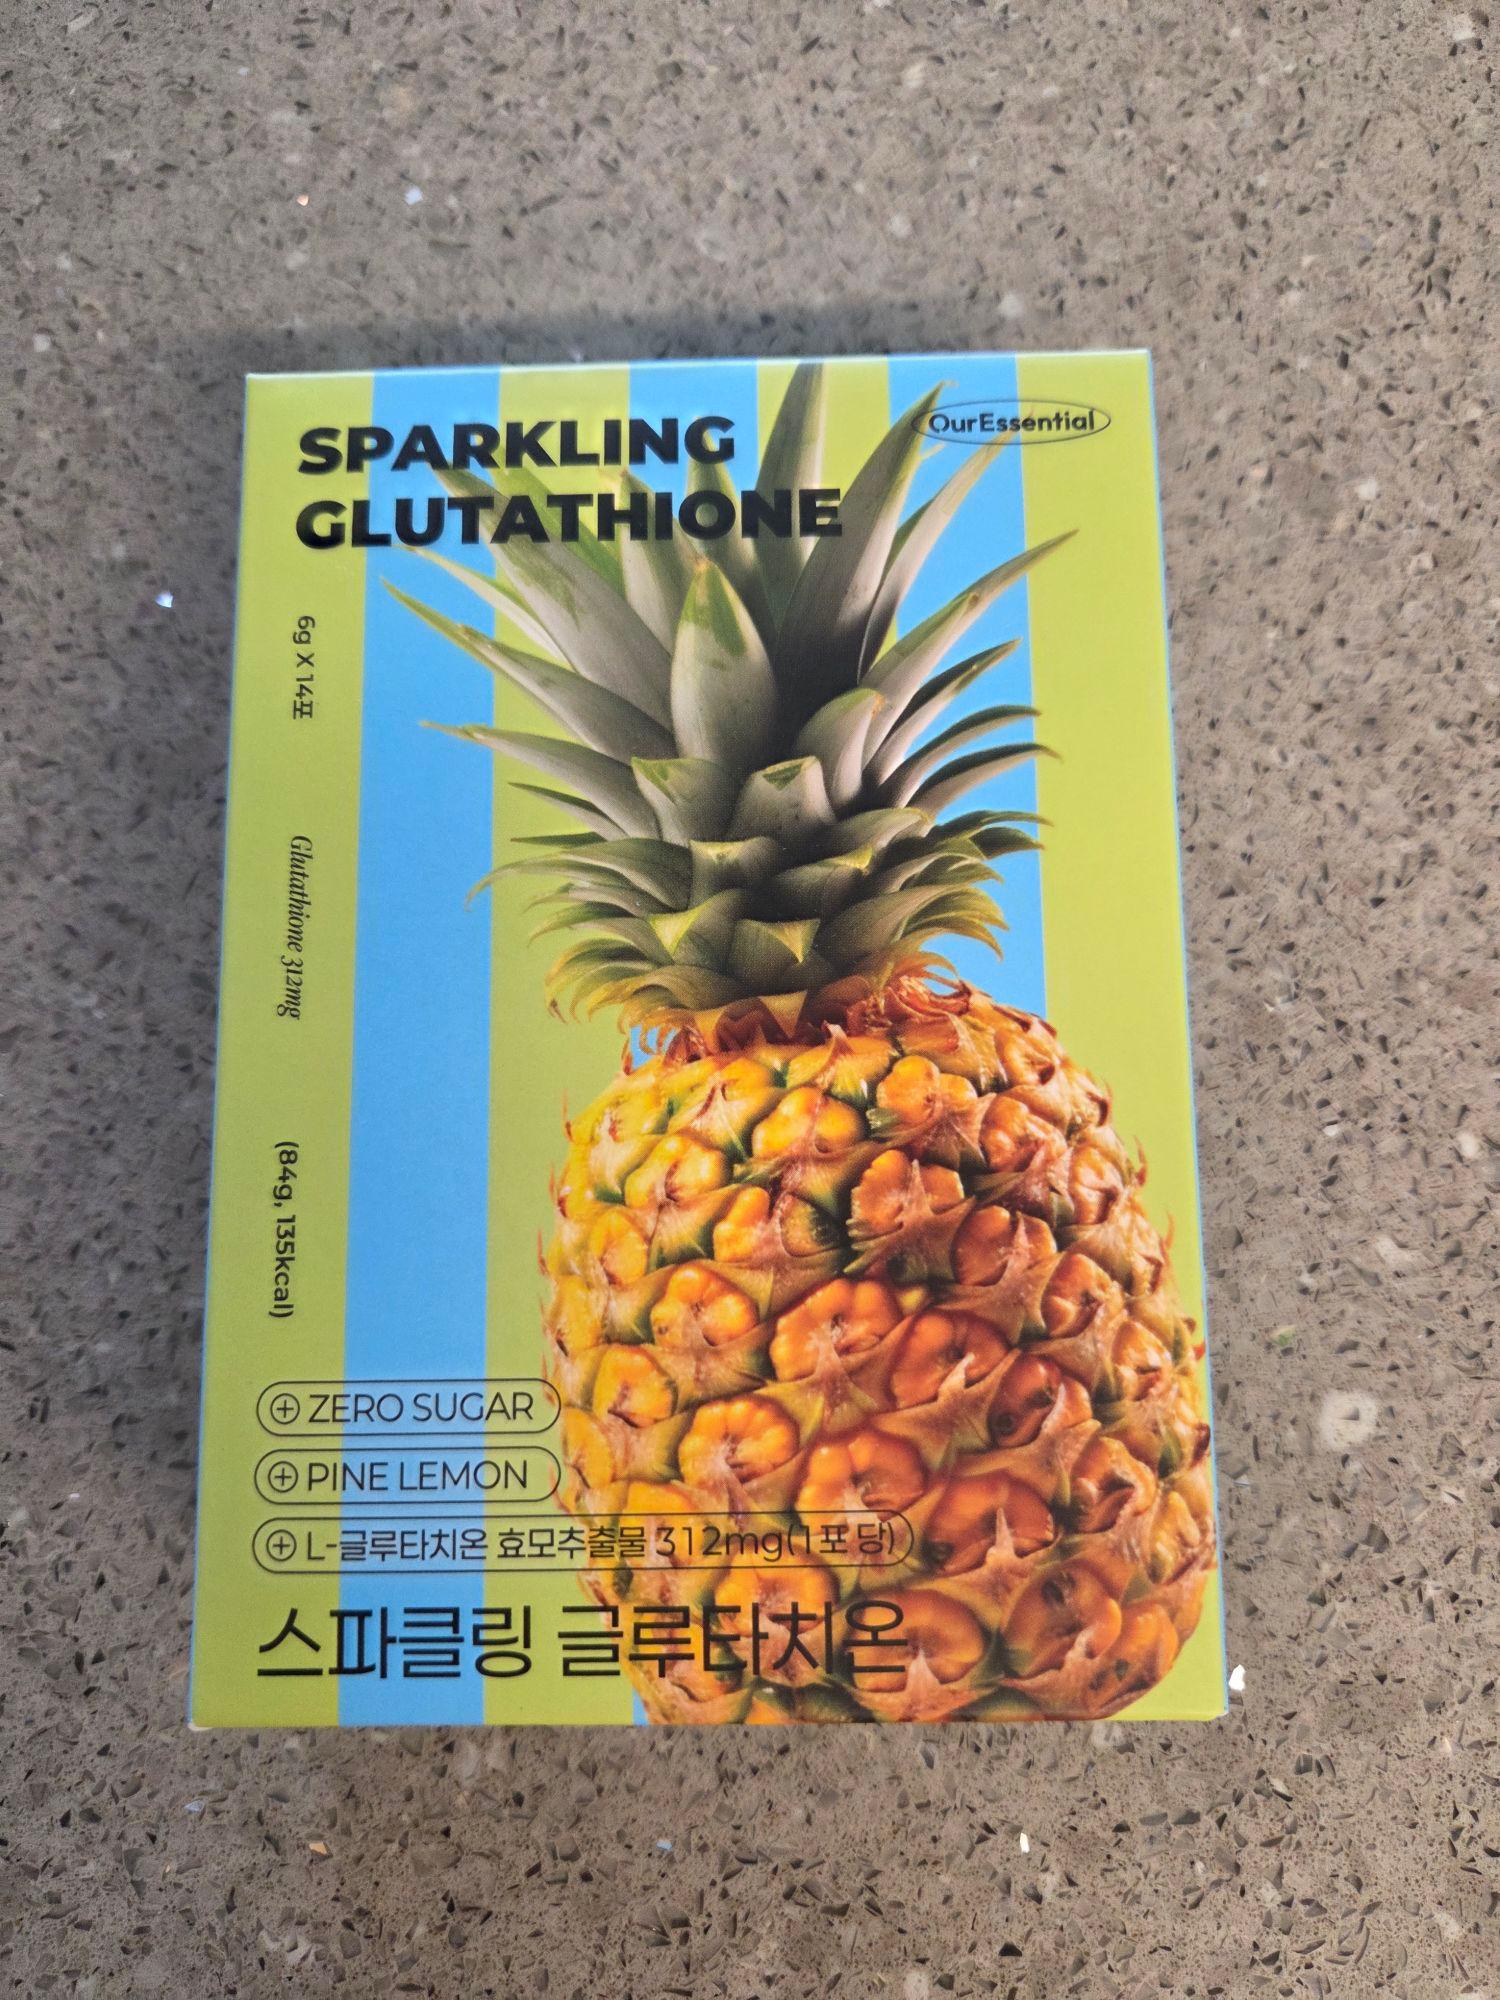 SPARKLING
GLUTATHIONE
OurEssential
6g X 14포
Glutathione 312mg
(84g, 135kcal)
ZERO SUGAR
PINE LEMON
L-글루타치온 효모추출물 312mg(1포 당)
스파클링 글루타치온